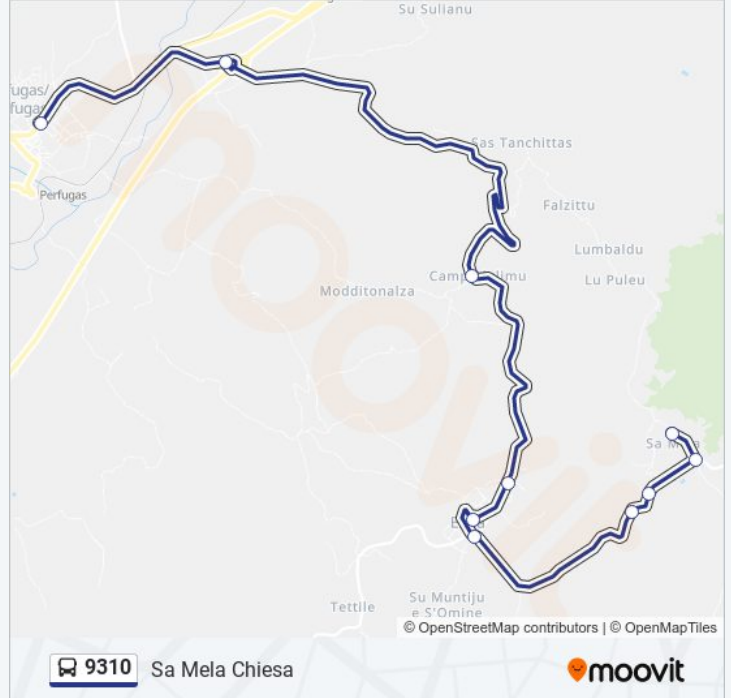 Su Sulianu
fugas/
Sas Tanchittas
Perfugas
Falzittu
Lumbaldu
Lu Puleu
Modditonalza
Tettile
Su Muntiju
e S'Omine
© OpenStreetMap contributors | © OpenMapTiles
9310 Sa Mela Chiesa
moovit